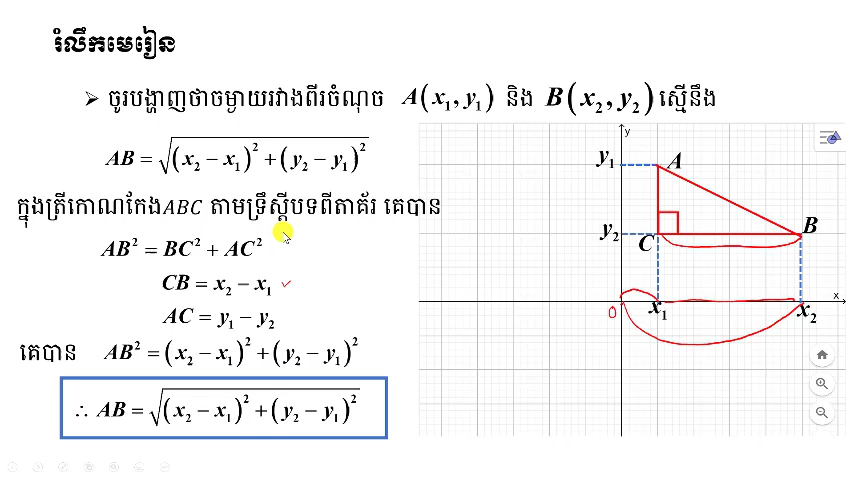 រំលឹកមេរៀន
➢ ចូរបង្ហាញថាចម្ងាយរវាងពីរចំណុច A(x₁, y₁) និង B(x₂, y₂) ស្មើនឹង
AB = √((x₂ − x₁)² + (y₂ − y₁)²)
ក្នុងត្រីកោណកែងABC តាមទ្រឹស្តីបទពីតាគ័រ គេបាន
AB² = BC² + AC²
CB = x₂ − x₁
AC = y₁ − y₂
គេបាន AB² = (x₂ − x₁)² + (y₂ − y₁)²
∴ AB = √((x₂ − x₁)² + (y₂ − y₁)²)
y
y₁ A
y₂ C B
x
0 x₁ x₂